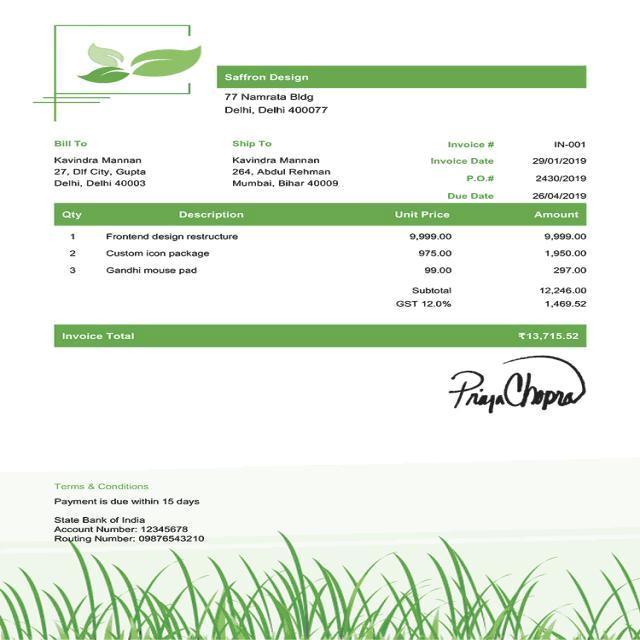 Saffron Design
77 Namrata Bldg
Delhi, Delhi 400077
Bill To
Kavindra Mannan
27, Dlf City, Gupta
Delhi, Delhi 40003
Ship To
Kavindra Mannan
264, Abdul Rehman
Mumbai, Bihar 40009
Invoice # IN-001
Invoice Date 29/01/2019
P.O.# 2430/2019
Due Date 26/04/2019
Qty Description Unit Price Amount
1 Frontend design restructure 9,999.00 9,999.00
2 Custom icon package 975.00 1,950.00
3 Gandhi mouse pad 99.00 297.00
Subtotal 12,246.00
GST 12.0% 1,469.52
Invoice Total ₹13,715.52
Priya Chopra
Terms & Conditions
Payment is due within 15 days
State Bank of India
Account Number: 12345678
Routing Number: 09876543210